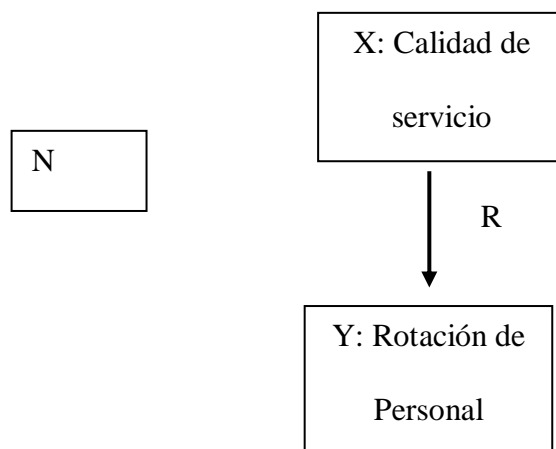 X: Calidad de
servicio
N
R
Y: Rotación de
Personal